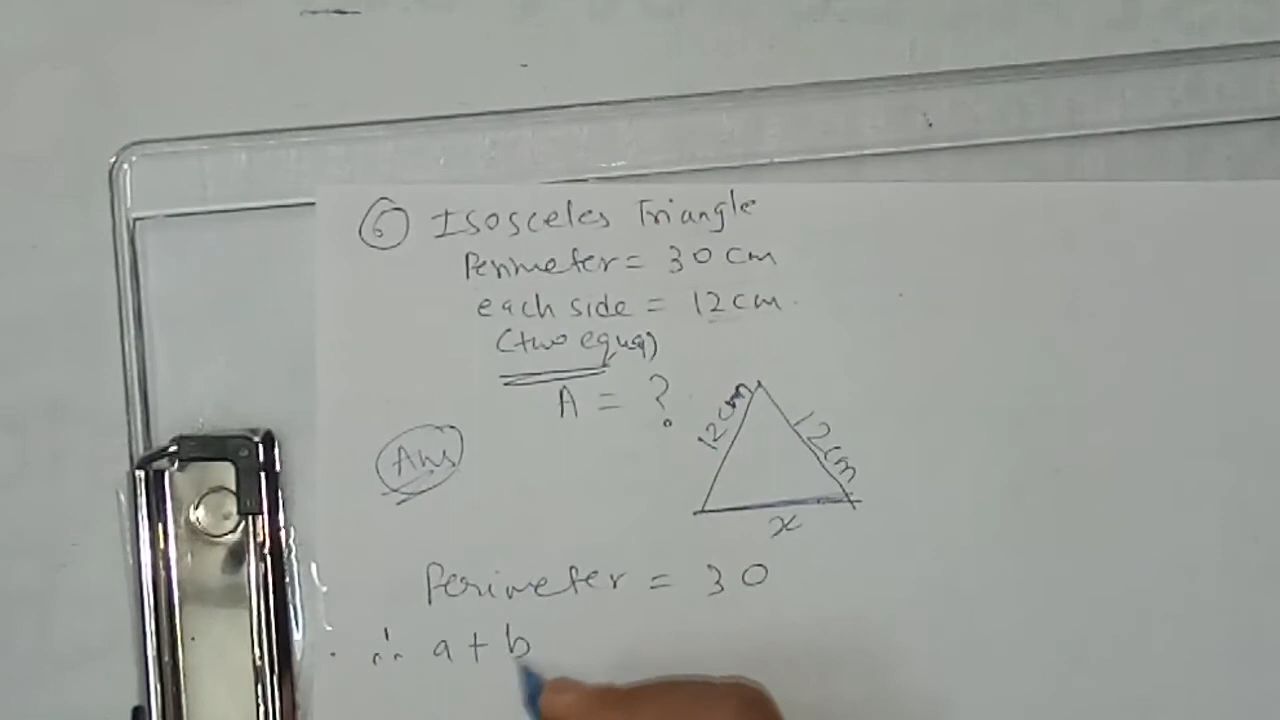 6 Isosceles Triangle
Perimeter = 30 cm
each side = 12 cm.
(two equal)
A = ?
Ans
12 cm
12 cm
x
Perimeter = 30
∴ a + b